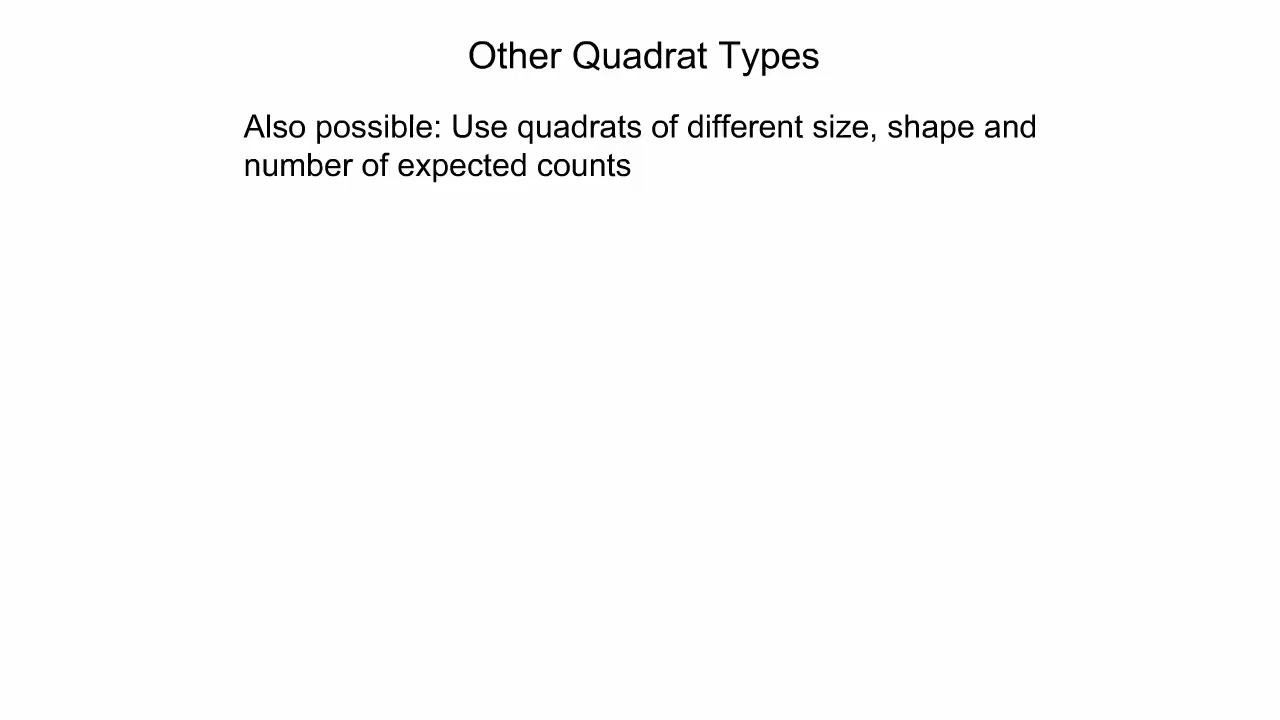 Other Quadrat Types
Also possible: Use quadrats of different size, shape and
number of expected counts